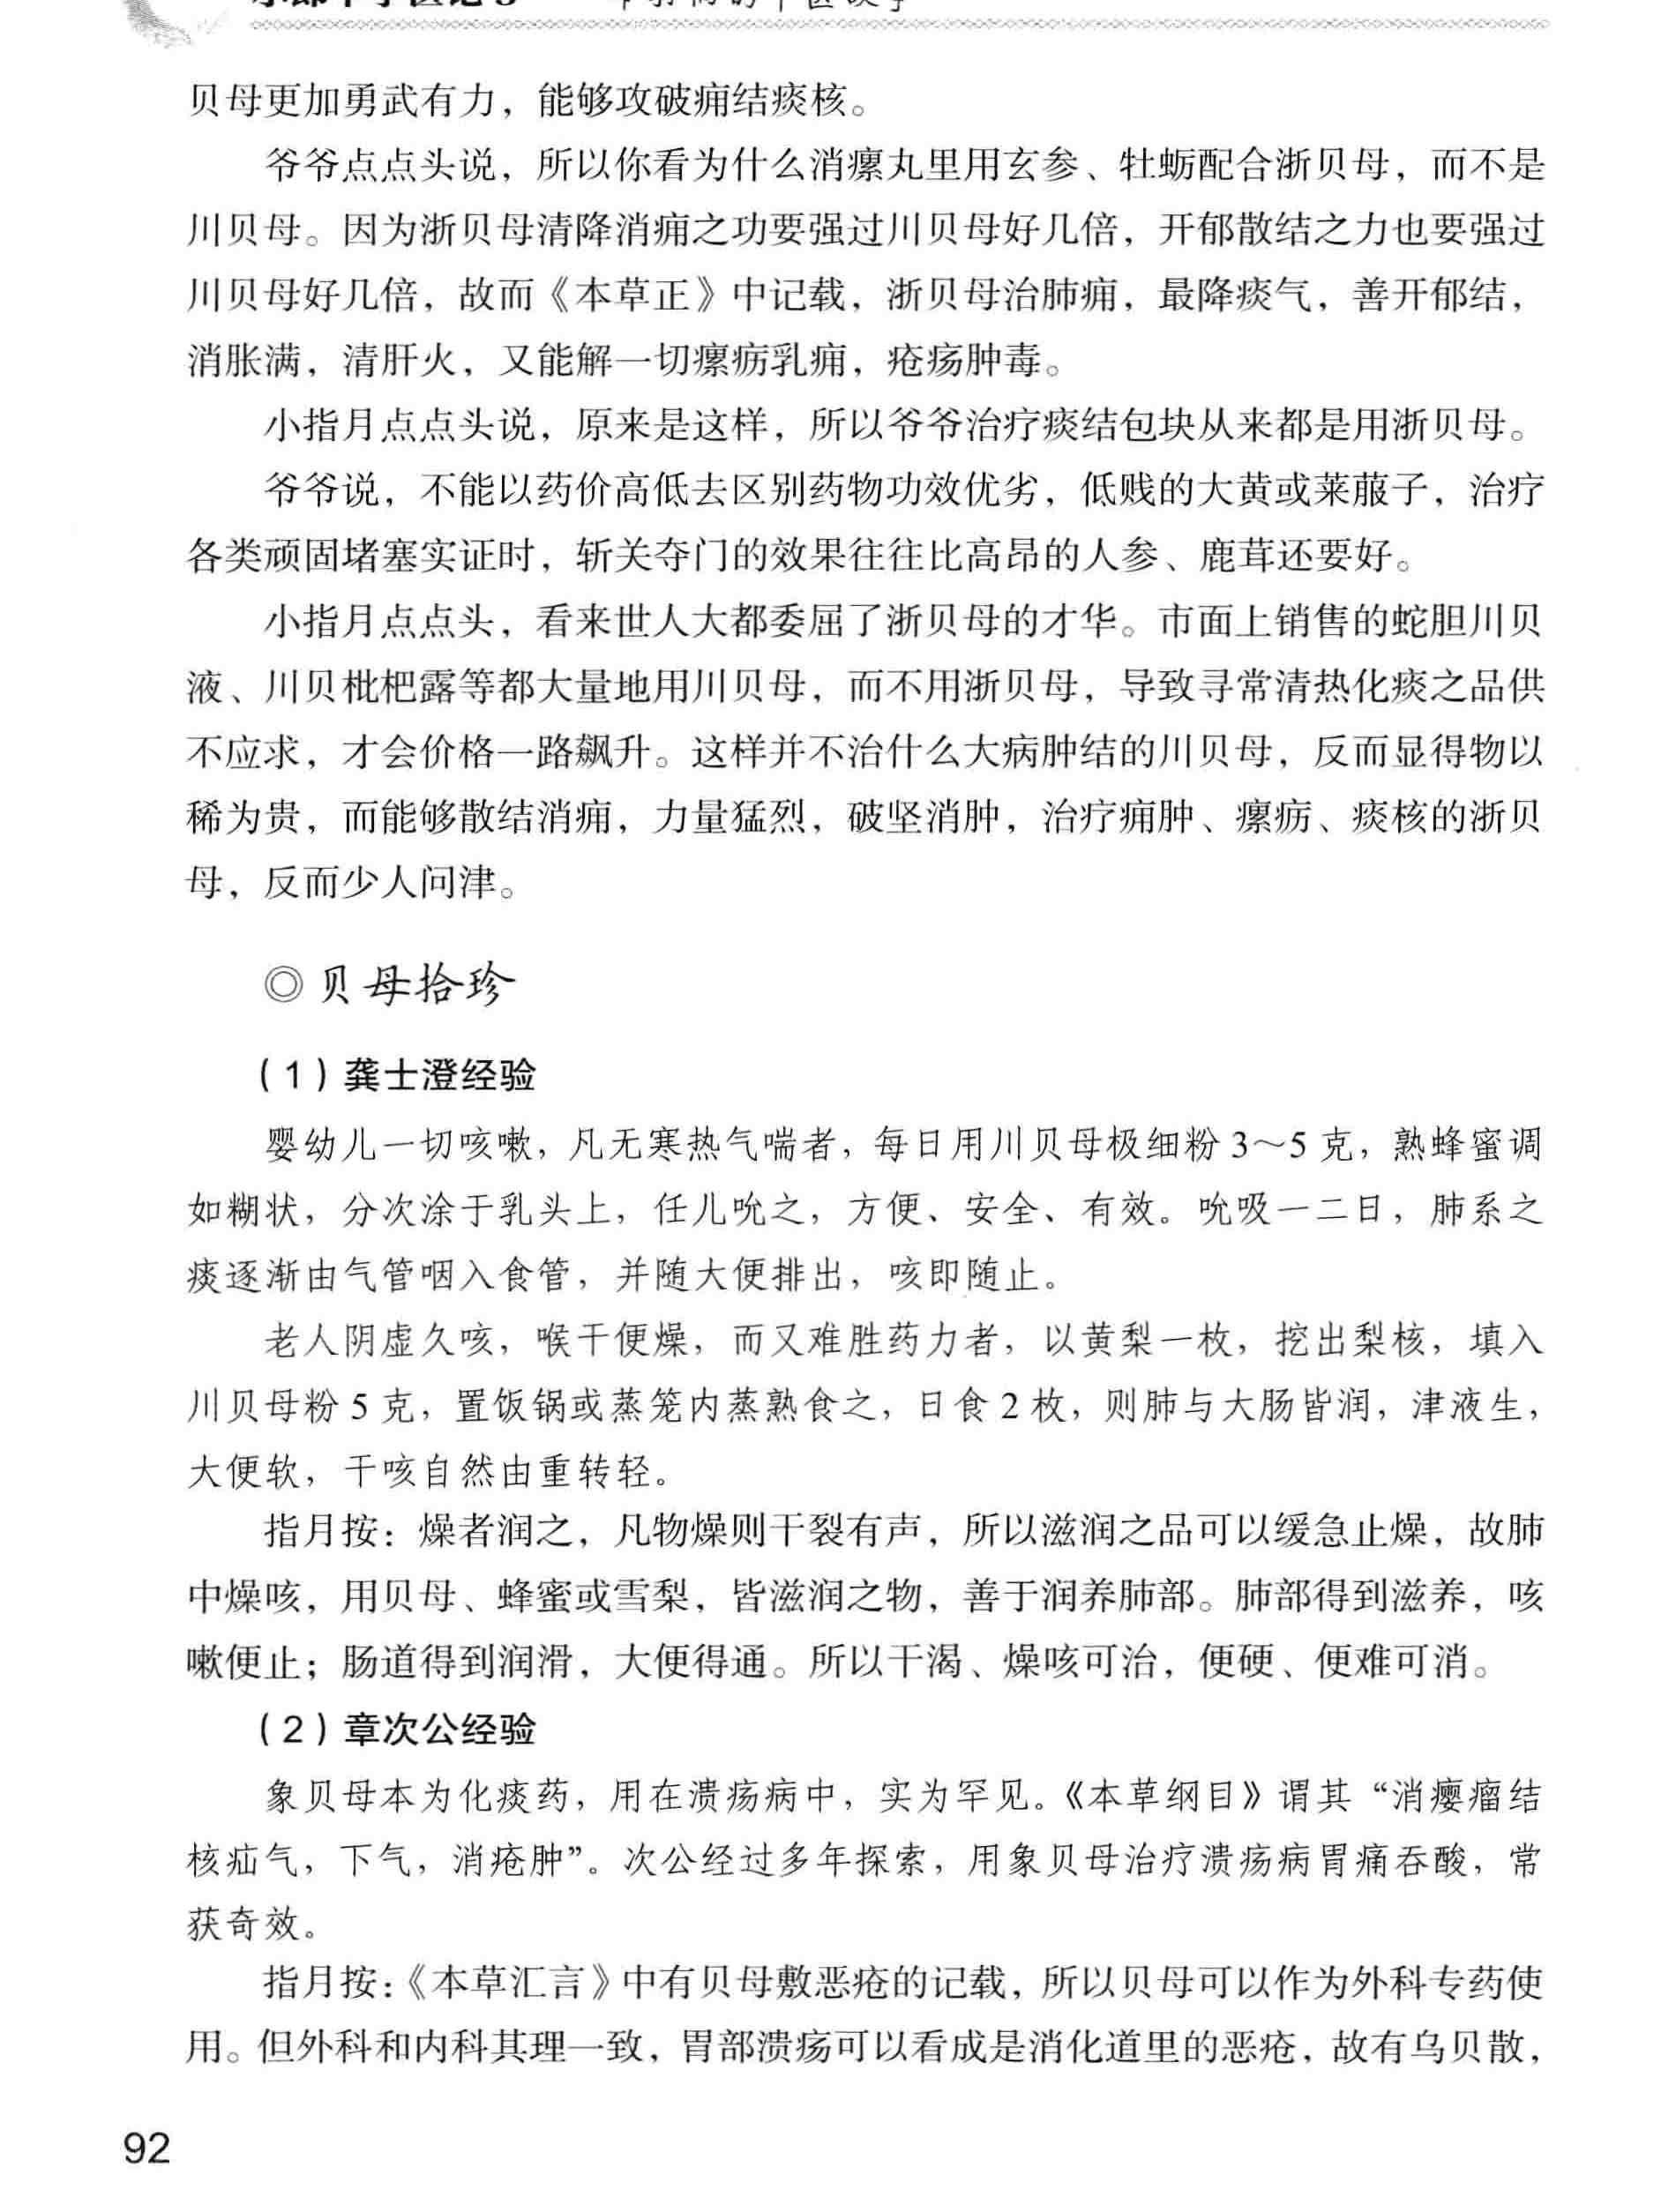 贝母更加勇武有力，能够攻破痈结痰核。
爷爷点点头说，所以你看为什么消瘰丸里用玄参、牡蛎配合浙贝母，而不是
川贝母。因为浙贝母清降消痈之功要强过川贝母好几倍，开郁散结之力也要强过
川贝母好几倍，故而《本草正》中记载，浙贝母治肺痈，最降痰气，善开郁结，
消胀满，清肝火，又能解一切瘰疬乳痈，疮疡肿毒。
小指月点点头说，原来是这样，所以爷爷治疗痰结包块从来都是用浙贝母。
爷爷说，不能以药价高低去区别药物功效优劣，低贱的大黄或莱菔子，治疗
各类顽固堵塞实证时，斩关夺门的效果往往比高昂的人参、鹿茸还要好。
小指月点点头，看来世人大都委屈了浙贝母的才华。市面上销售的蛇胆川贝
液、川贝枇杷露等都大量地用川贝母，而不用浙贝母，导致寻常清热化痰之品供
不应求，才会价格一路飙升。这样并不治什么大病肿结的川贝母，反而显得物以
稀为贵，而能够散结消痈，力量猛烈，破坚消肿，治疗痈肿、瘰疬、痰核的浙贝
母，反而少人问津。
◎ 贝母拾珍
（1）龚士澄经验
婴幼儿一切咳嗽，凡无寒热气喘者，每日用川贝母极细粉 3～5 克，熟蜂蜜调
如糊状，分次涂于乳头上，任儿吮之，方便、安全、有效。吮吸一二日，肺系之
痰逐渐由气管咽入食管，并随大便排出，咳即随止。
老人阴虚久咳，喉干便燥，而又难胜药力者，以黄梨一枚，挖出梨核，填入
川贝母粉 5 克，置饭锅或蒸笼内蒸熟食之，日食 2 枚，则肺与大肠皆润，津液生，
大便软，干咳自然由重转轻。
指月按：燥者润之，凡物燥则干裂有声，所以滋润之品可以缓急止燥，故肺
中燥咳，用贝母、蜂蜜或雪梨，皆滋润之物，善于润养肺部。肺部得到滋养，咳
嗽便止；肠道得到润滑，大便得通。所以干渴、燥咳可治，便硬、便难可消。
（2）章次公经验
象贝母本为化痰药，用在溃疡病中，实为罕见。《本草纲目》谓其“消瘿瘤结
核疝气，下气，消疮肿”。次公经过多年探索，用象贝母治疗溃疡病胃痛吞酸，常
获奇效。
指月按：《本草汇言》中有贝母敷恶疮的记载，所以贝母可以作为外科专药使
用。但外科和内科其理一致，胃部溃疡可以看成是消化道里的恶疮，故有乌贝散，
92